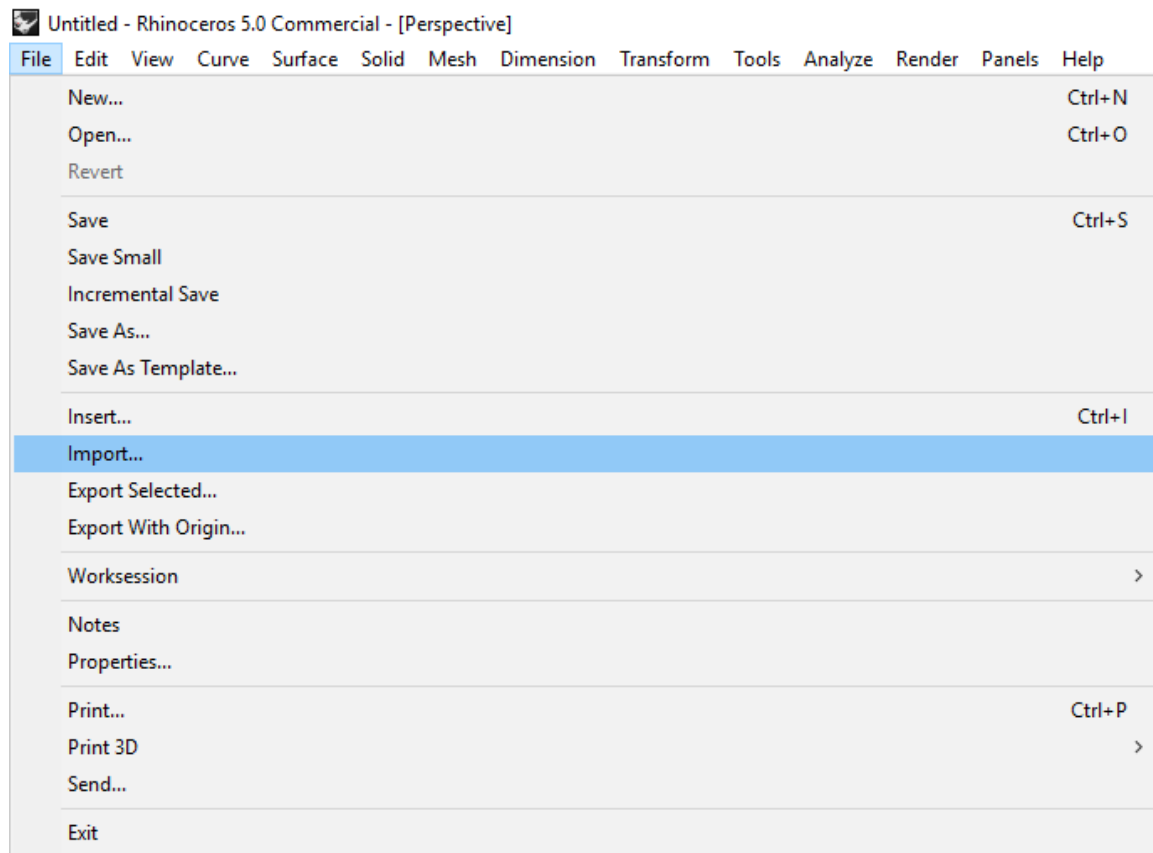 Untitled - Rhinoceros 5.0 Commercial - [Perspective]
File Edit View Curve Surface Solid Mesh Dimension Transform Tools Analyze Render Panels Help
New... Ctrl+N
Open... Ctrl+O
Revert
Save Ctrl+S
Save Small
Incremental Save
Save As...
Save As Template...
Insert... Ctrl+I
Import...
Export Selected...
Export With Origin...
Worksession
Notes
Properties...
Print... Ctrl+P
Print 3D
Send...
Exit